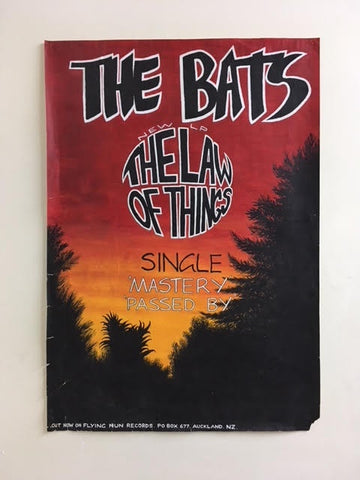 THE BATS
NEW LP
THE LAW
OF THINGS
SINGLE
'MASTERY'
'PASSED BY'
OUT NOW ON FLYING NUN RECORDS. PO BOX 677, AUCKLAND, NZ.